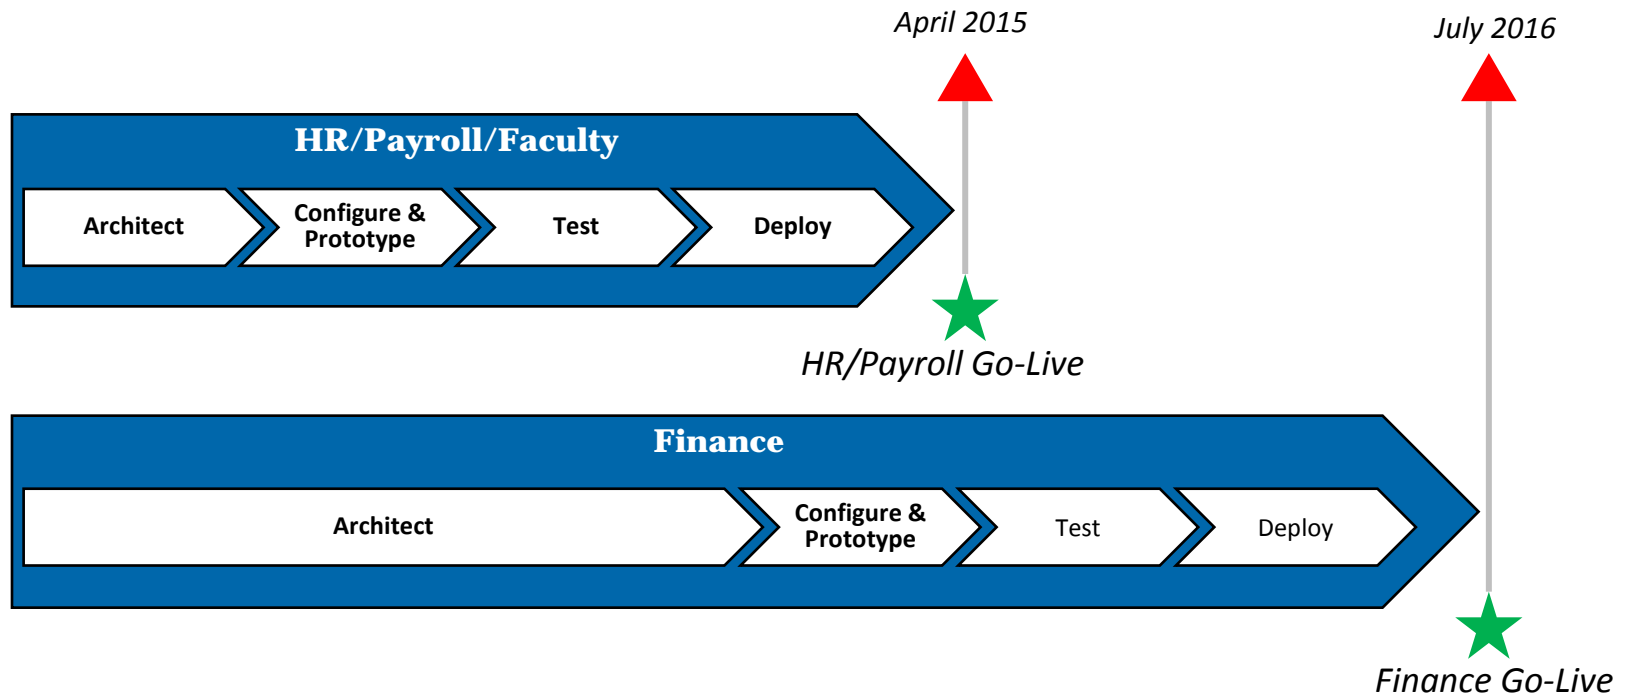 April 2015
July 2016
HR/Payroll/Faculty
Architect
Configure &
Prototype
Test
Deploy
HR/Payroll Go-Live
Finance
Architect
Configure &
Prototype
Test
Deploy
Finance Go-Live